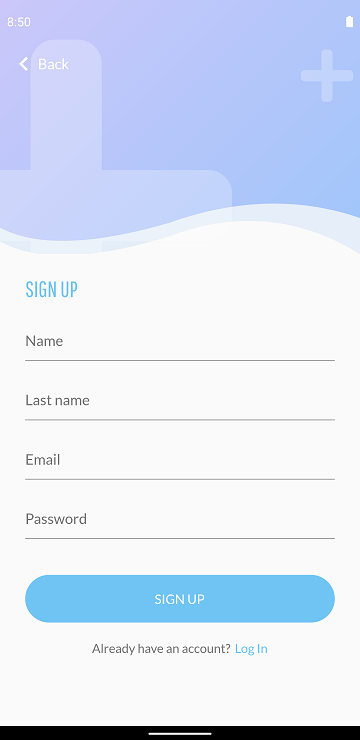 8:50
Back
SIGN UP
Name
Last name
Email
Password
SIGN UP
Already have an account? Log In